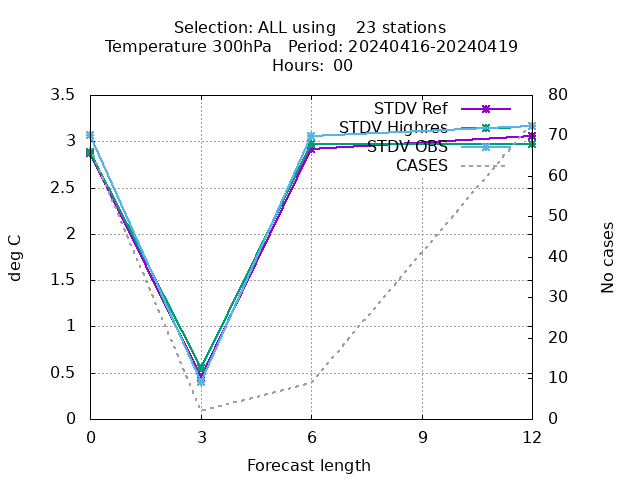 Selection: ALL using    23 stations
Temperature 300hPa   Period: 20240416-20240419
Hours:  00
3.5
3
2.5
2
1.5
1
0.5
0
80
70
60
50
40
30
20
10
0
STDV Ref
STDV Highres
STDV OBS
CASES
deg C
No cases
0
3
6
9
12
Forecast length